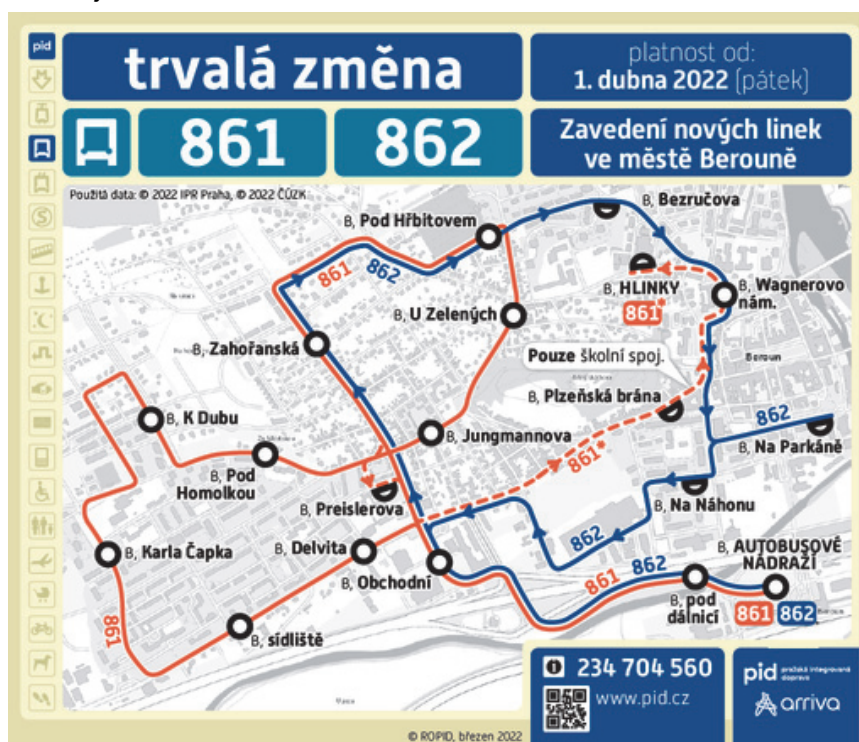 pid
trvalá změna
platnost od:
1. dubna 2022 (pátek)
861
862
Zavedení nových linek
ve městě Berouně
Použitá data: © 2022 IPR Praha, © 2022 ČÚZK
B, Pod Hřbitovem
B, Bezručova
861
862
B, HLINKY
861*
B, Wagnerovo
nám.
B, U Zelených
B, Zahořanská
Pouze školní spoj.
Beroun
B, Plzeňská brána
B, K Dubu
B, Jungmannova
862
861*
B, Na Parkáně
B, Pod
Homolkou
B, Preislerova
B, Na Náhonu
B, Karla Čapka
B, Delvita
862
B, AUTOBUSOVÉ
NÁDRAŽÍ
B, Obchodní
861
862
B, pod
dálnicí
861
862
861
B, sídliště
234 704 560
www.pid.cz
pid pražská integrovaná
doprava
arriva
© ROPID, březen 2022